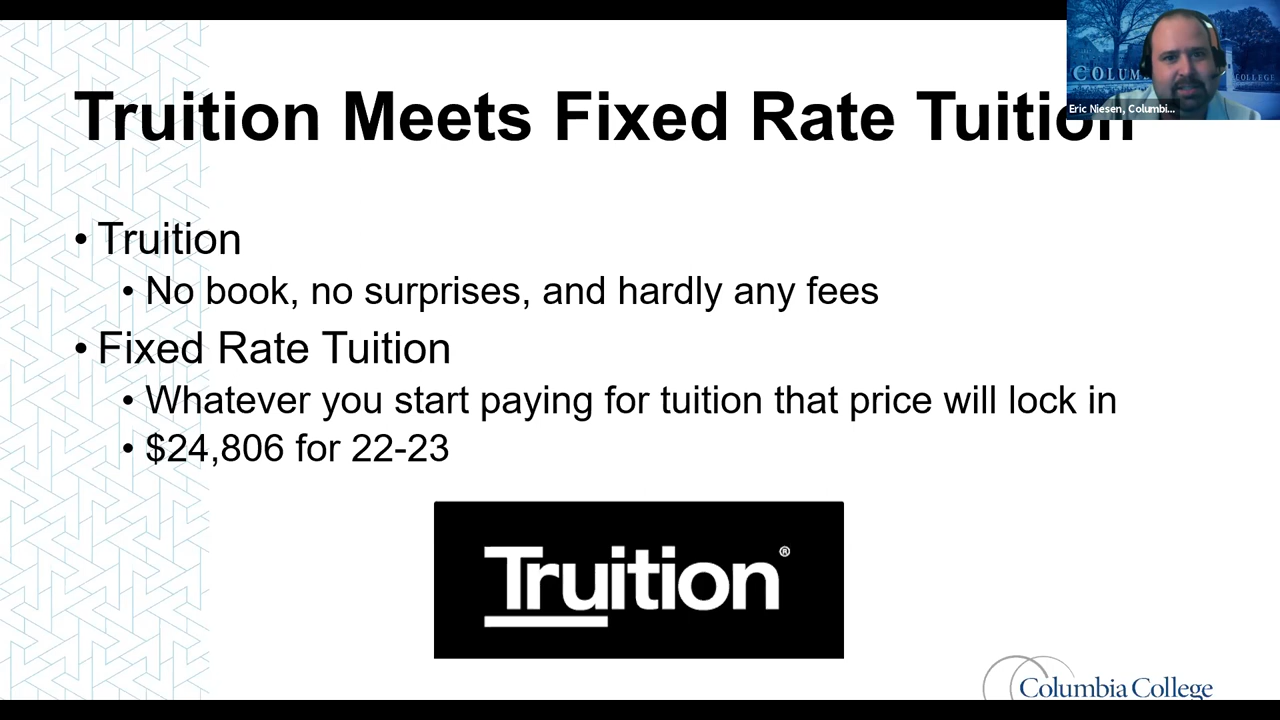 Truition Meets Fixed Rate Tuition
COLUM
COLLEGE
Eric Niesen, Columbi...
• Truition
• No book, no surprises, and hardly any fees
• Fixed Rate Tuition
• Whatever you start paying for tuition that price will lock in
• $24,806 for 22-23
Truition®
Columbia College